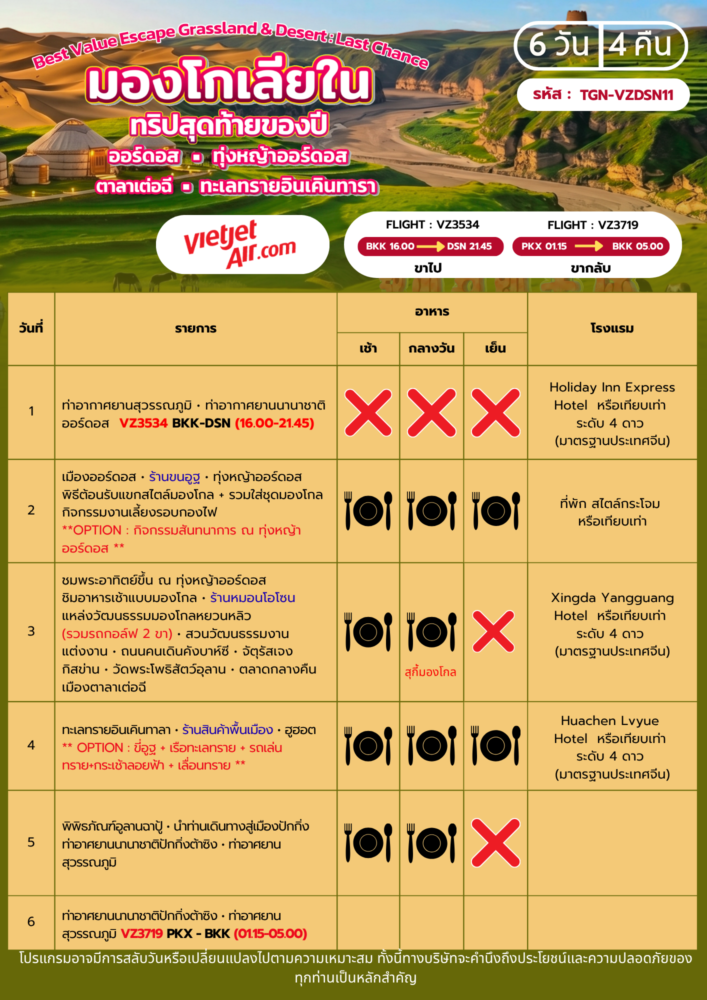 Best Value Escape Grassland & Desert : Last Chance
มองโกเลียใน
ทริปสุดท้ายของปี
ออร์ดอส ▪ ทุ่งหญ้าออร์ดอส
ตาลาเต่อฉี ▪ ทะเลทรายอินเคินทารา
6 วัน 4 คืน
รหัส : TGN-VZDSN11
vietjet
Air.com
FLIGHT : VZ3534
BKK 16.00 DSN 21.45
ขาไป
FLIGHT : VZ3719
PKX 01.15 BKK 05.00
ขากลับ
วันที่ รายการ อาหาร โรงแรม
เช้า กลางวัน เย็น
1
ท่าอากาศยานสุวรรณภูมิ • ท่าอากาศยานนานาชาติ
ออร์ดอส VZ3534 BKK-DSN (16.00-21.45)
Holiday Inn Express
Hotel หรือเทียบเท่า
ระดับ 4 ดาว
(มาตรฐานประเทศจีน)
2
เมืองออร์ดอส • ร้านขนอูฐ • ทุ่งหญ้าออร์ดอส
พิธีต้อนรับแขกสไตล์มองโกล + รวมใส่ชุดมองโกล
กิจกรรมงานเลี้ยงรอบกองไฟ
**OPTION : กิจกรรมสันทนาการ ณ ทุ่งหญ้า
ออร์ดอส **
ที่พัก สไตล์กระโจม
หรือเทียบเท่า
3
ชมพระอาทิตย์ขึ้น ณ ทุ่งหญ้าออร์ดอส
ชิมอาหารเช้าแบบมองโกล • ร้านหมอนโอโซน
แหล่งวัฒนธรรมมองโกลหยวนหลิว
(รวมรถกอล์ฟ 2 ขา) • สวนวัฒนธรรมงาน
แต่งงาน • ถนนคนเดินคังบาห์ซี • จัตุรัสเจง
กิสข่าน • วัดพระโพธิสัตว์อุลาน • ตลาดกลางคืน
เมืองตาลาเต่อฉี
สุกี้มองโกล
Xingda Yangguang
Hotel หรือเทียบเท่า
ระดับ 4 ดาว
(มาตรฐานประเทศจีน)
4
ทะเลทรายอินเคินทาลา • ร้านสินค้าพื้นเมือง • ฮูฮอต
** OPTION : ขี่อูฐ + เรือทะเลทราย + รถเล่น
ทราย+กระเช้าลอยฟ้า + เลื่อนทราย **
Huachen Lvyue
Hotel หรือเทียบเท่า
ระดับ 4 ดาว
(มาตรฐานประเทศจีน)
5
พิพิธภัณฑ์อูลานฉาปู้ • นำท่านเดินทางสู่เมืองปักกิ่ง
ท่าอาศยานนานาชาติปักกิ่งต้าซิง • ท่าอาศยาน
สุวรรณภูมิ
6
ท่าอาศยานนานาชาติปักกิ่งต้าซิง • ท่าอาศยาน
สุวรรณภูมิ VZ3719 PKX - BKK (01.15-05.00)
โปรแกรมอาจมีการสลับวันหรือเปลี่ยนแปลงไปตามความเหมาะสม ทั้งนี้ทางบริษัทจะคำนึงถึงประโยชน์และความปลอดภัยของ
ทุกท่านเป็นหลักสำคัญ